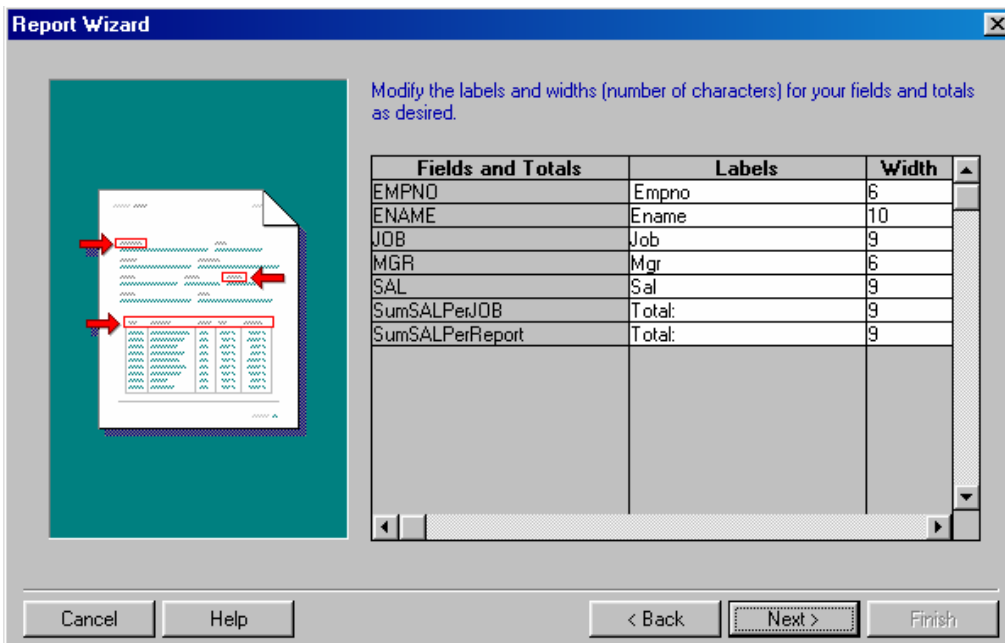 Report Wizard
Modify the labels and widths (number of characters) for your fields and totals
as desired.
Fields and Totals Labels Width
EMPNO Empno 6
ENAME Ename 10
JOB Job 9
MGR Mgr 6
SAL Sal 9
SumSALPerJOB Total: 9
SumSALPerReport Total: 9
Cancel Help < Back Next > Finish